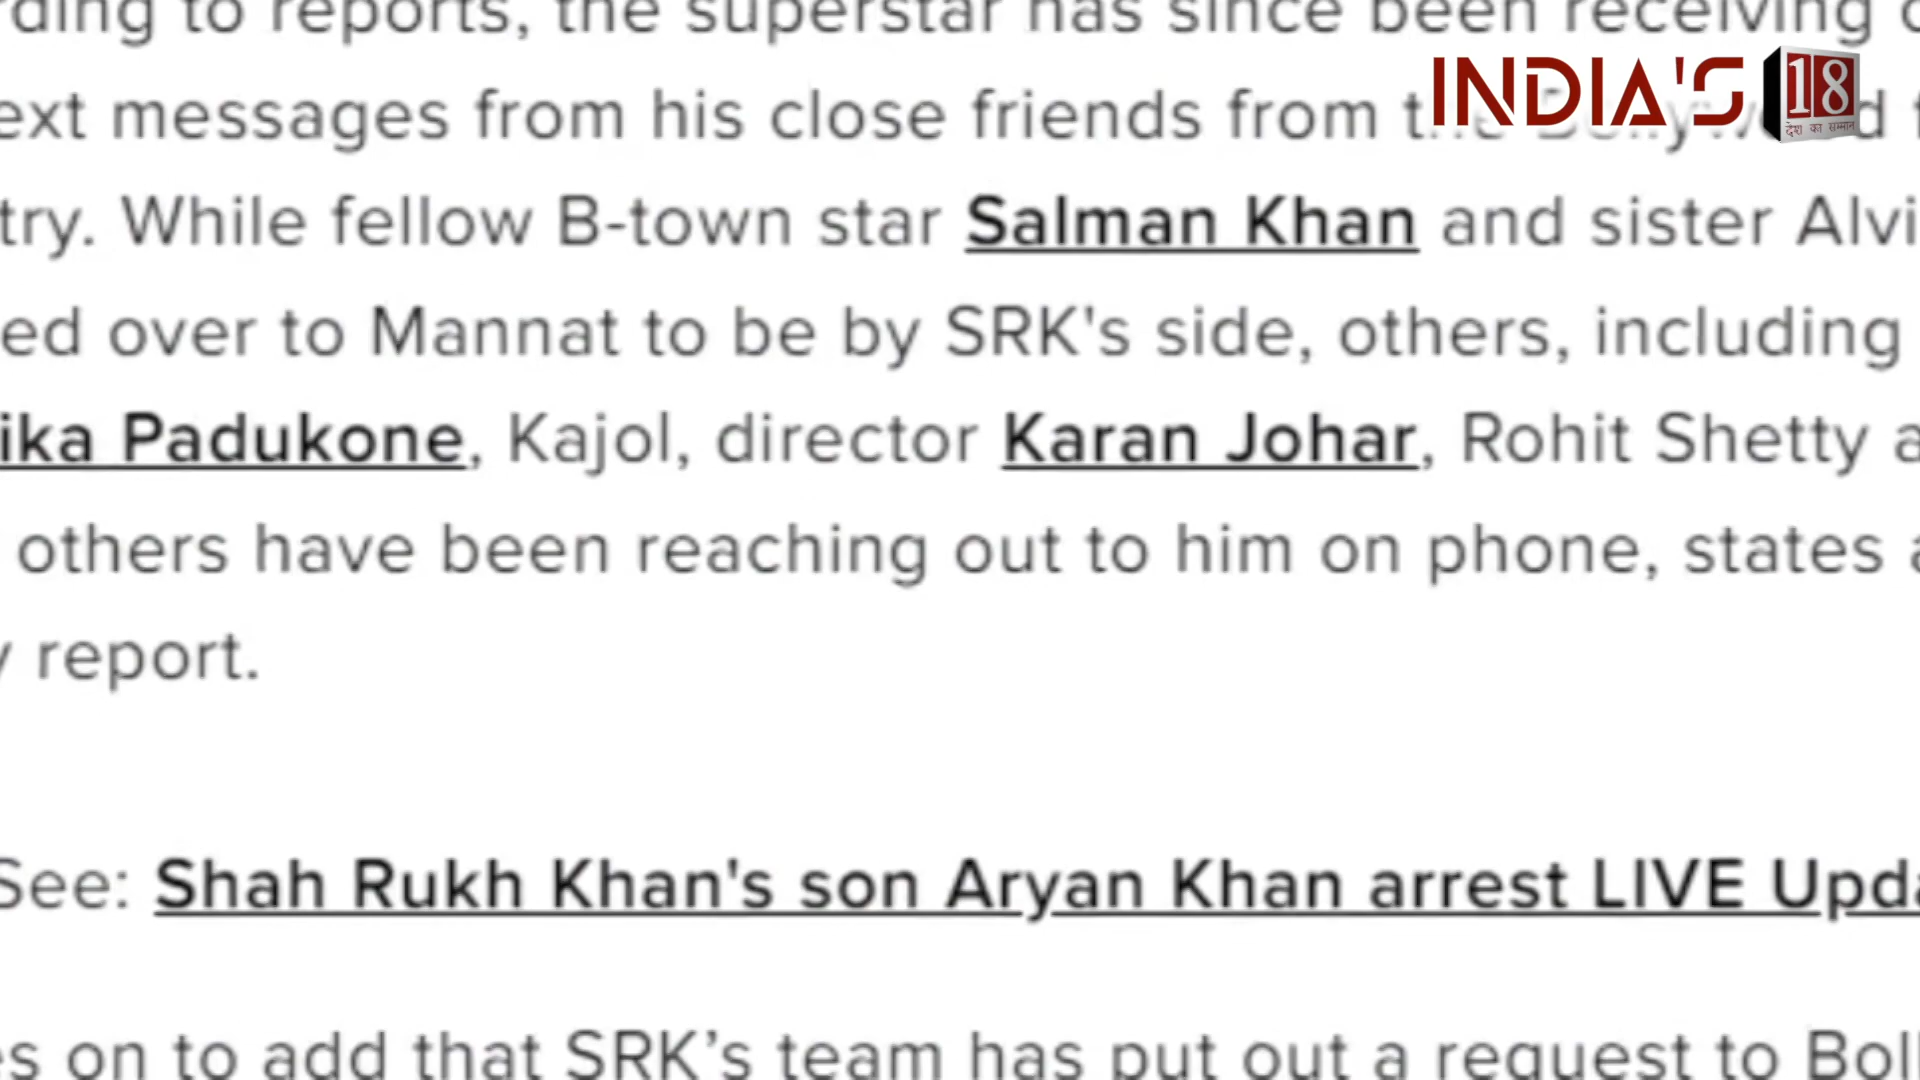 ding to reports, the superstar has since been receiving
ext messages from his close friends from
INDIA'S 18
देश का सम्मान
try. While fellow B-town star Salman Khan and sister Alvi
ed over to Mannat to be by SRK's side, others, including
ika Padukone, Kajol, director Karan Johar, Rohit Shetty a
others have been reaching out to him on phone, states a
y report.
See: Shah Rukh Khan's son Aryan Khan arrest LIVE Upda
es on to add that SRK’s team has put out a request to Boll